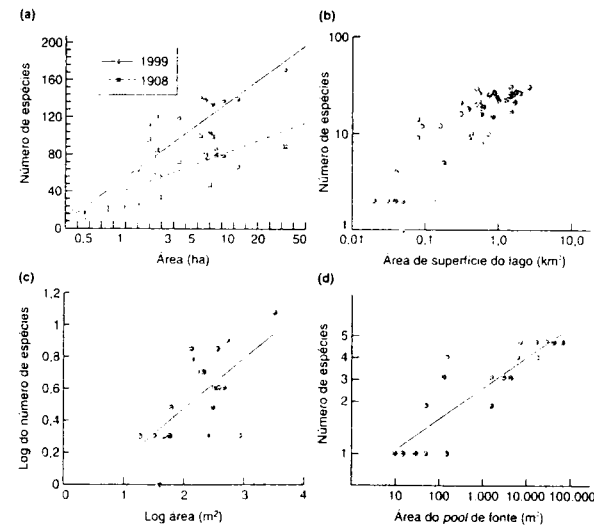 (a)
Número de espécies
200
160
120
80
40
0
1999
1908
0.5 1 3 5 10 20 50
Área (ha)
(b)
Número de espécies
100
10
1
0.01 0.1 1.0 10,0
Área de superfície do lago (km²)
(c)
Log do número de espécies
1,2
1
0.8
0.6
0.4
0,2
0
0 1 2 3 4
Log área (m²)
(d)
Número de espécies
5
4
3
2
1
10 100 1 000 10 000 100.000
Área do pool de fonte (m²)